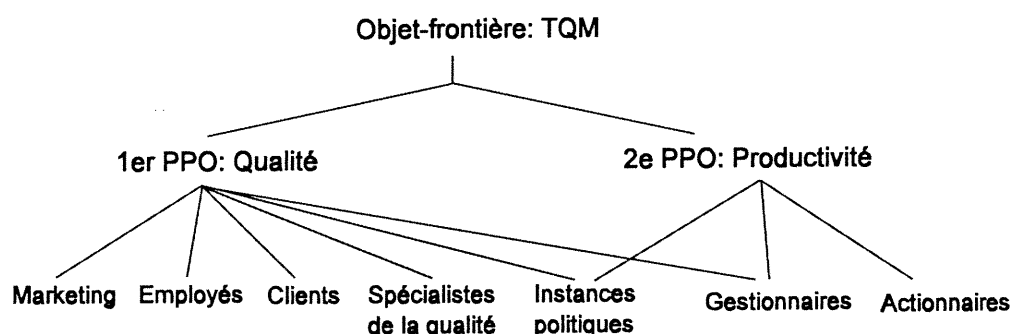 Objet-frontière: TQM
1er PPO: Qualité
2e PPO: Productivité
Marketing
Employés
Clients
Spécialistes
de la qualité
Instances
politiques
Gestionnaires
Actionnaires